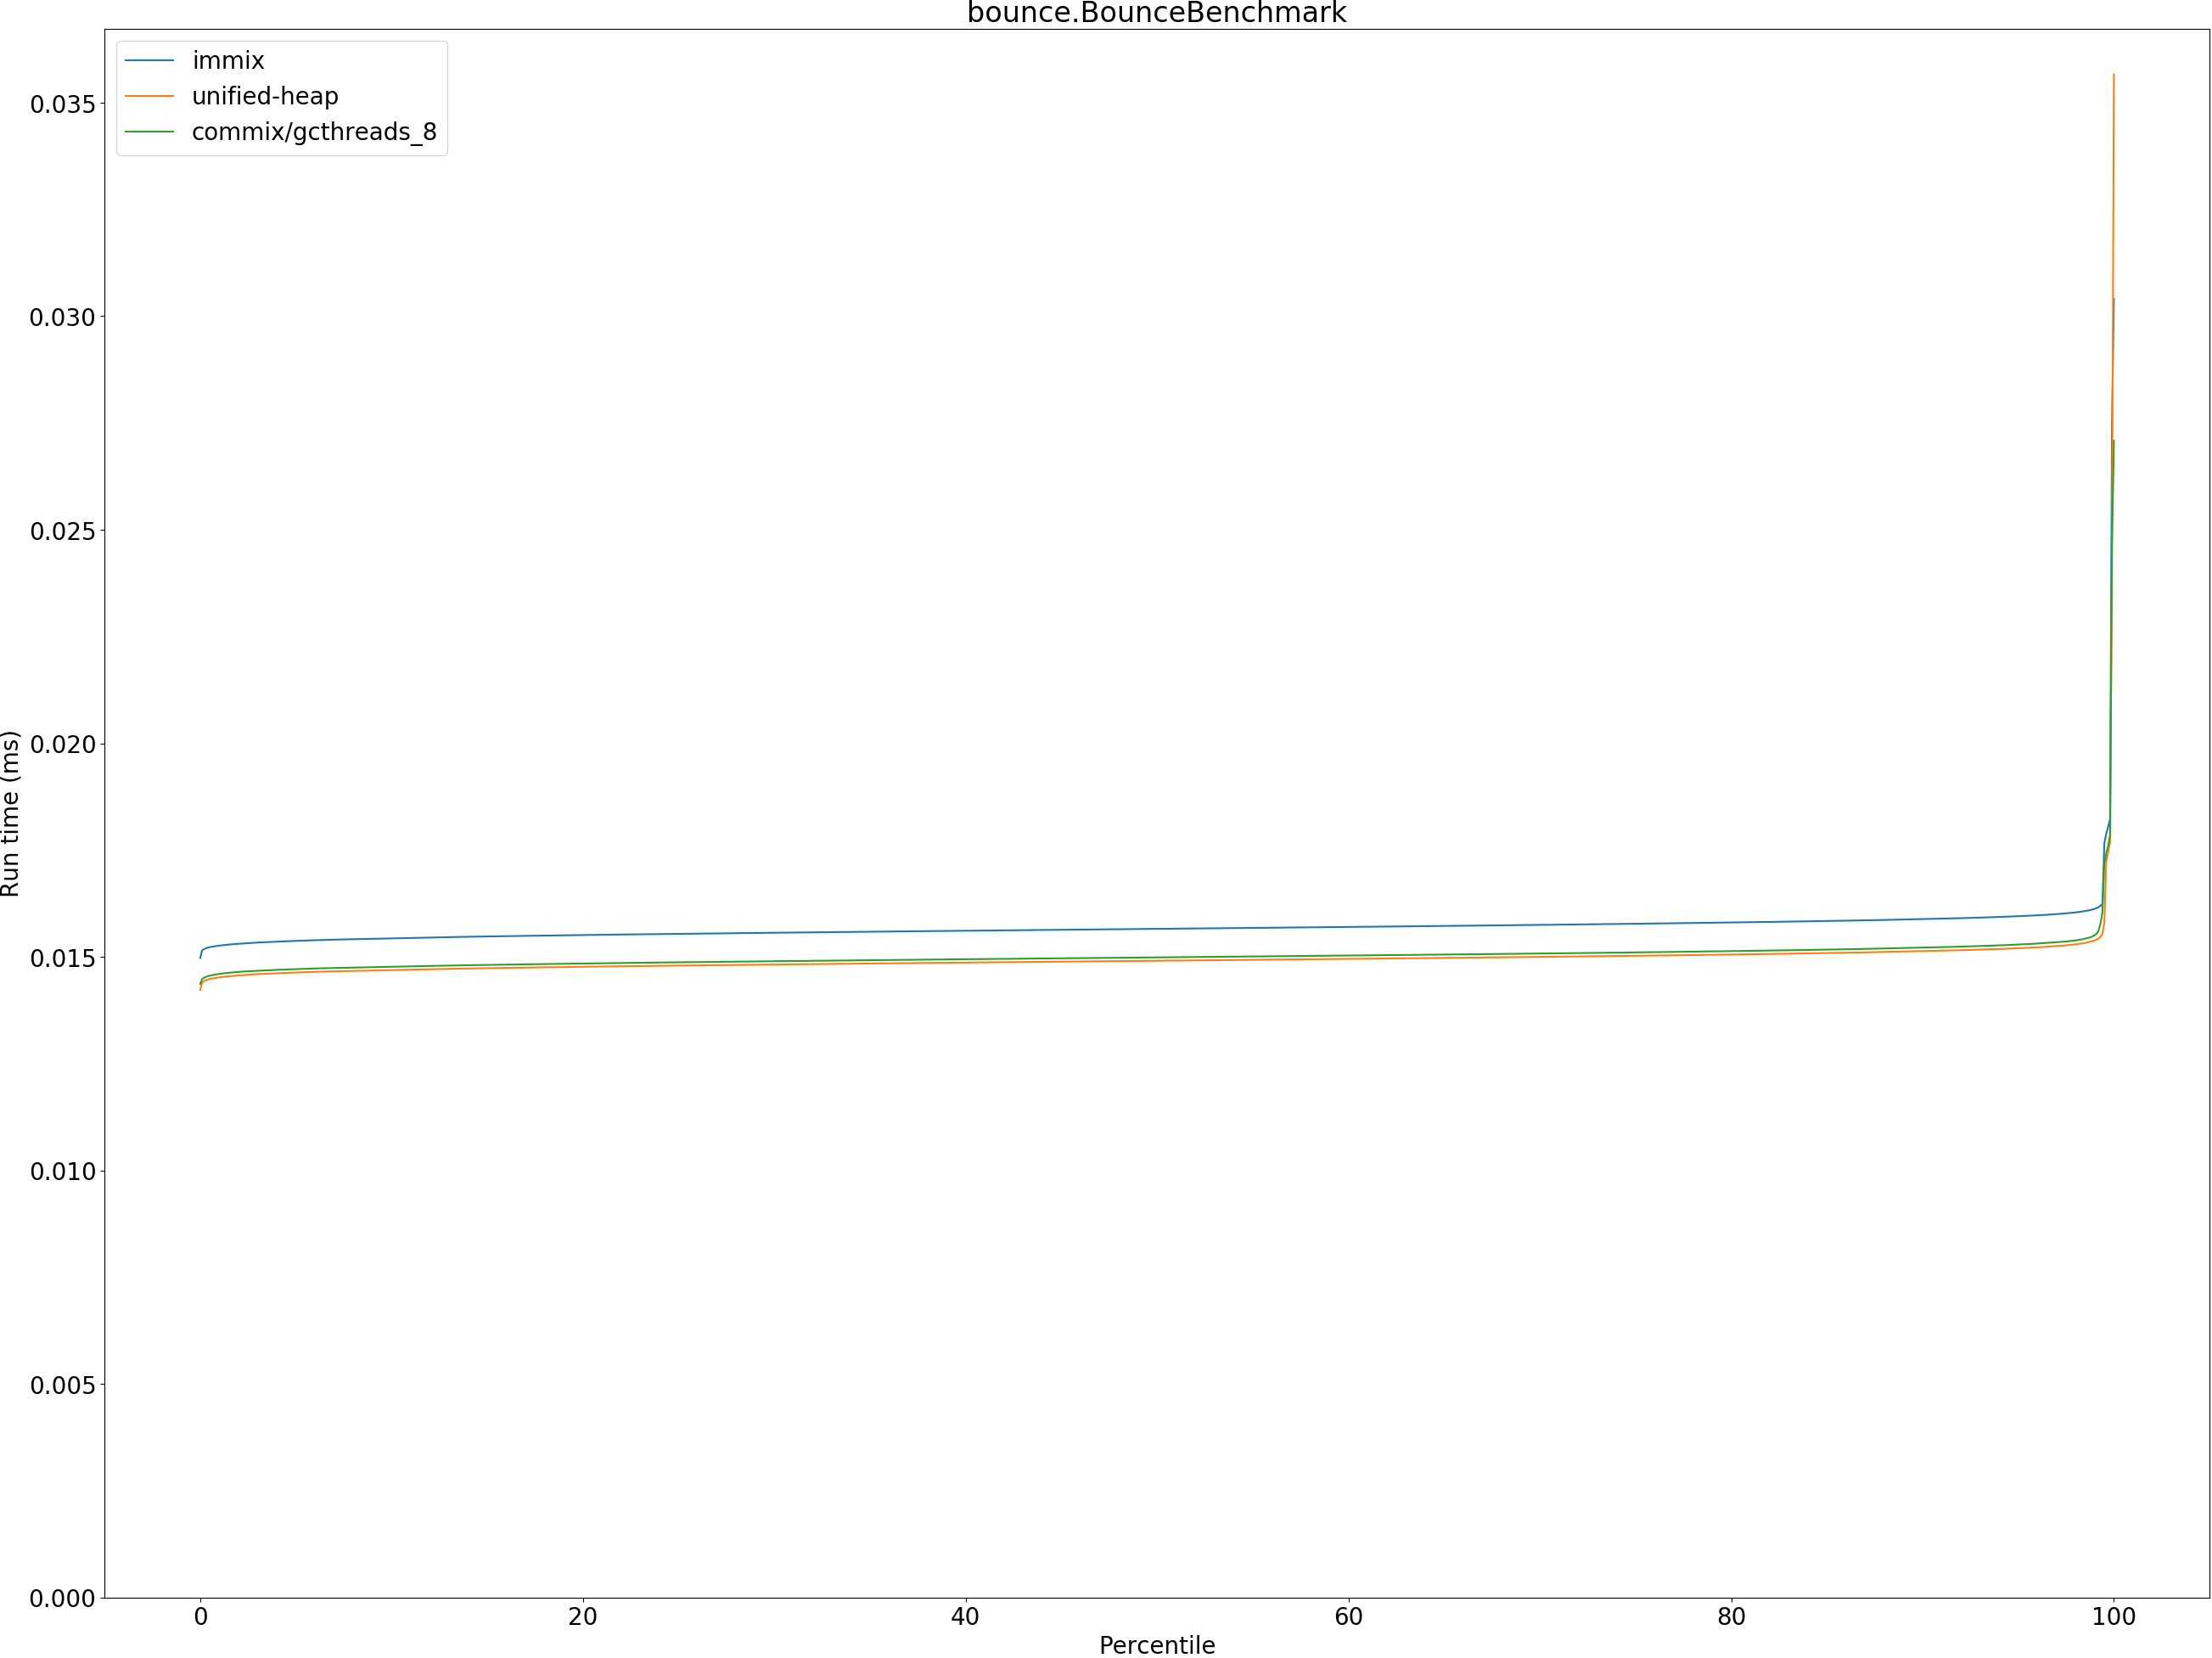 bounce.BounceBenchmark
immix
unified-heap
commix/gcthreads_8
0.035
0.030
0.025
0.020
0.015
0.010
0.005
0.000
Run time (ms)
0 20 40 60 80 100
Percentile